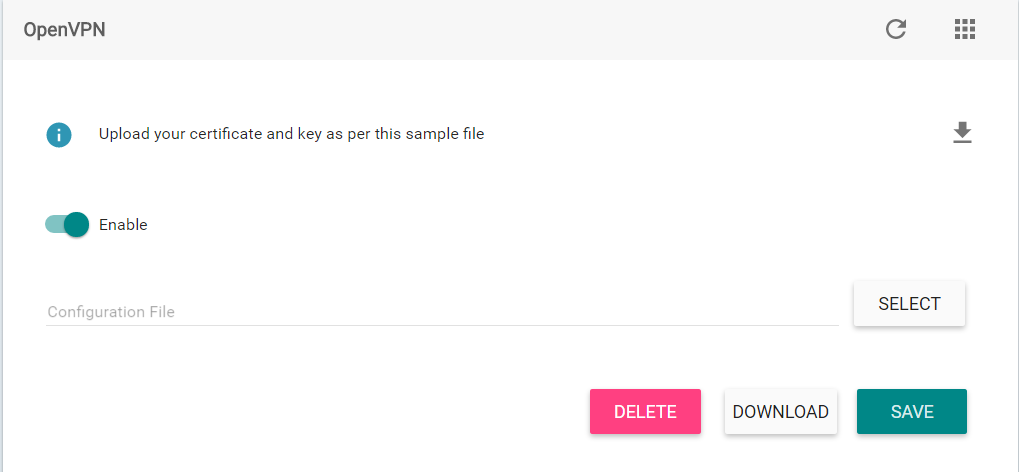 OpenVPN
Upload your certificate and key as per this sample file
Enable
Configuration File
SELECT
DELETE
DOWNLOAD
SAVE